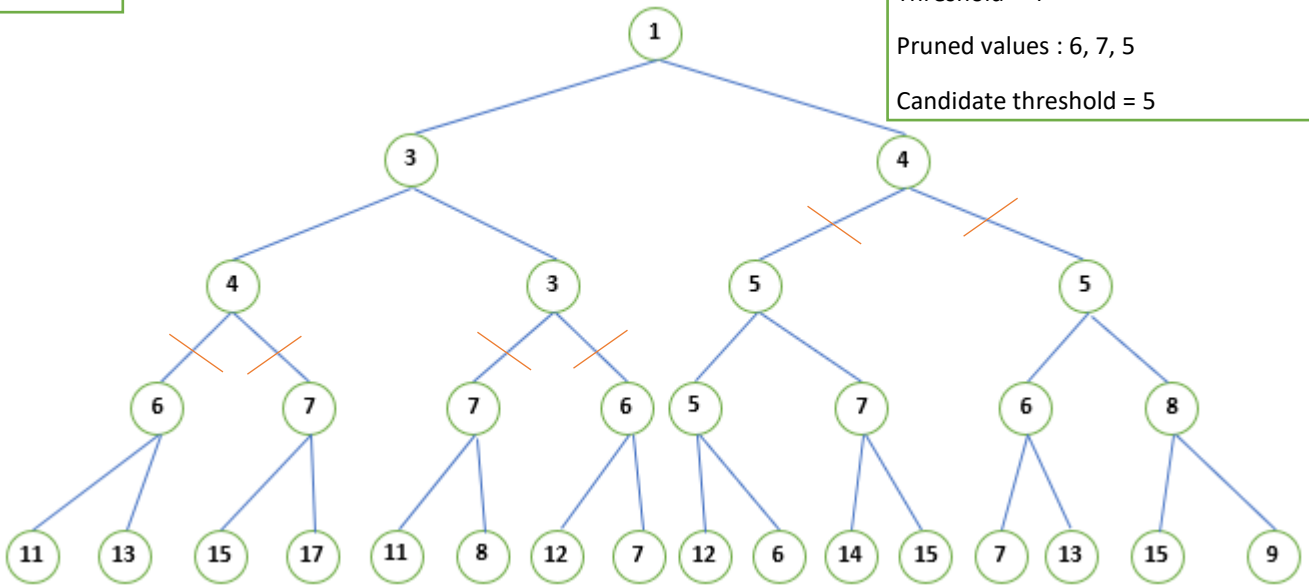 Pruned values : 6, 7, 5
Candidate threshold = 5
1
3 4
4 3 5 5
6 7 7 6 5 7 6 8
11 13 15 17 11 8 12 7 12 6 14 15 7 13 15 9